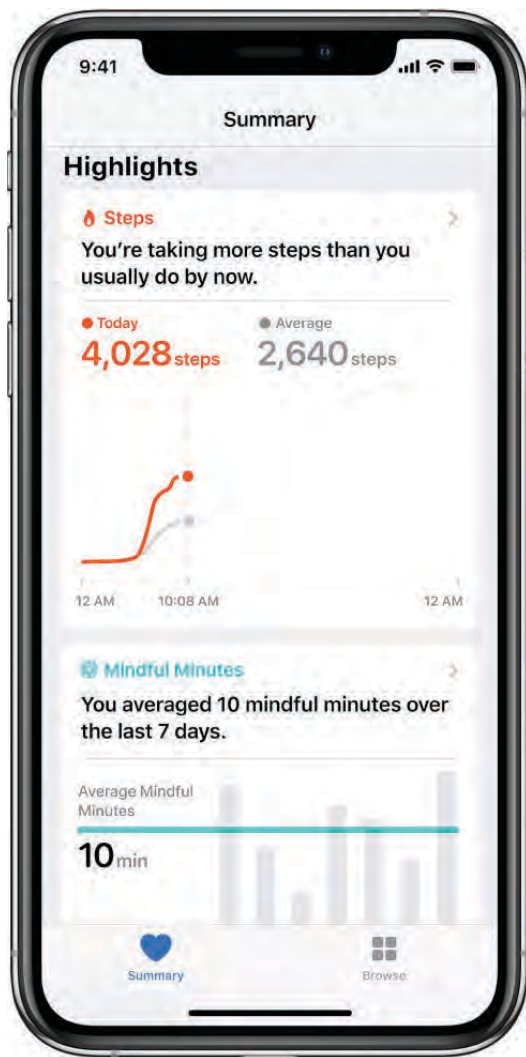 9:41
Summary
Highlights
Steps
You’re taking more steps than you
usually do by now.
Today
Average
4,028 steps
2,640 steps
12 AM
10:08 AM
12 AM
Mindful Minutes
You averaged 10 mindful minutes over
the last 7 days.
Average Mindful
Minutes
10 min
Summary
Browse